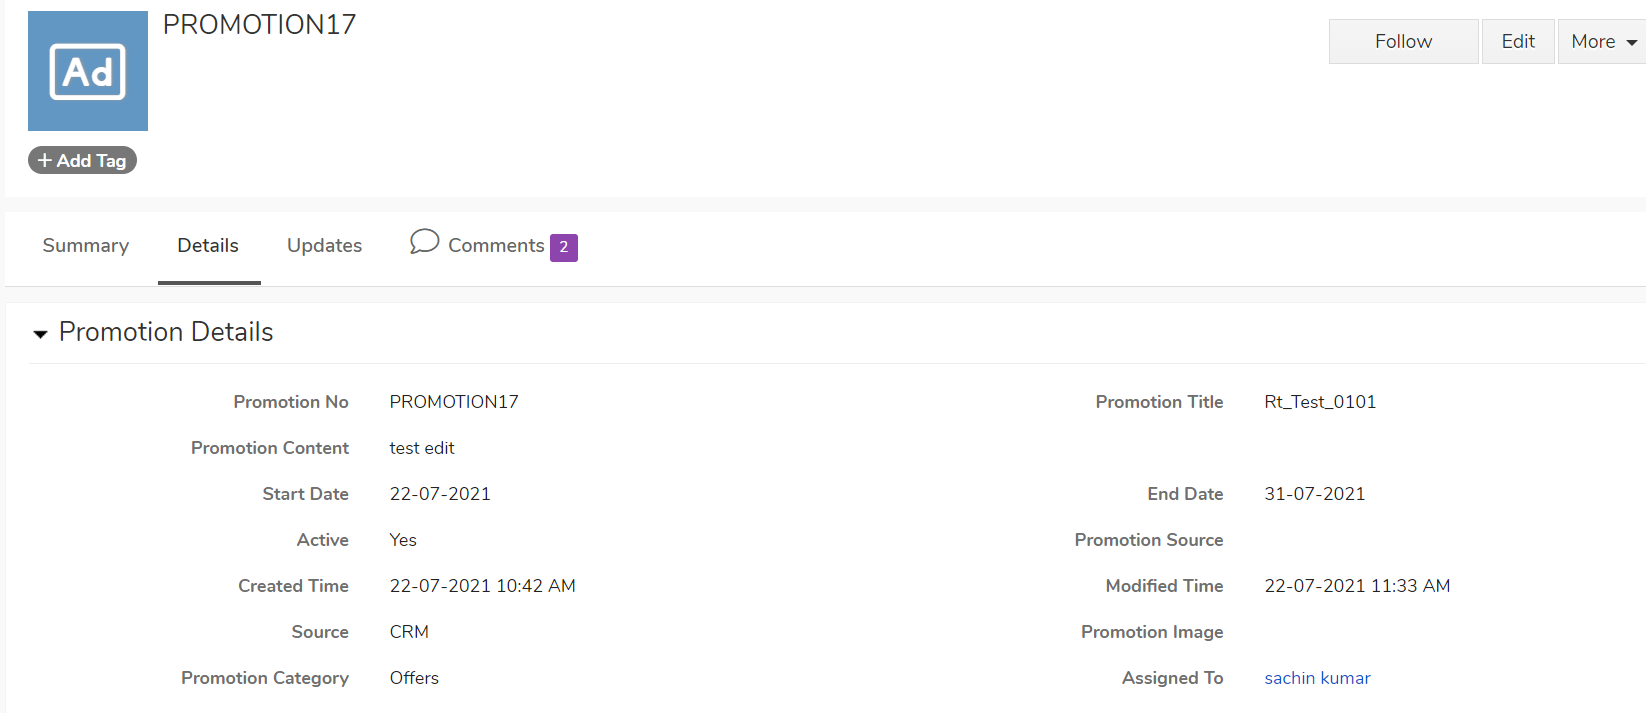 PROMOTION17
Follow Edit More
Ad
+ Add Tag
Summary Details Updates Comments 2
Promotion Details
Promotion No PROMOTION17 Promotion Title Rt_Test_0101
Promotion Content test edit
Start Date 22-07-2021 End Date 31-07-2021
Active Yes Promotion Source
Created Time 22-07-2021 10:42 AM Modified Time 22-07-2021 11:33 AM
Source CRM Promotion Image
Promotion Category Offers Assigned To sachin kumar